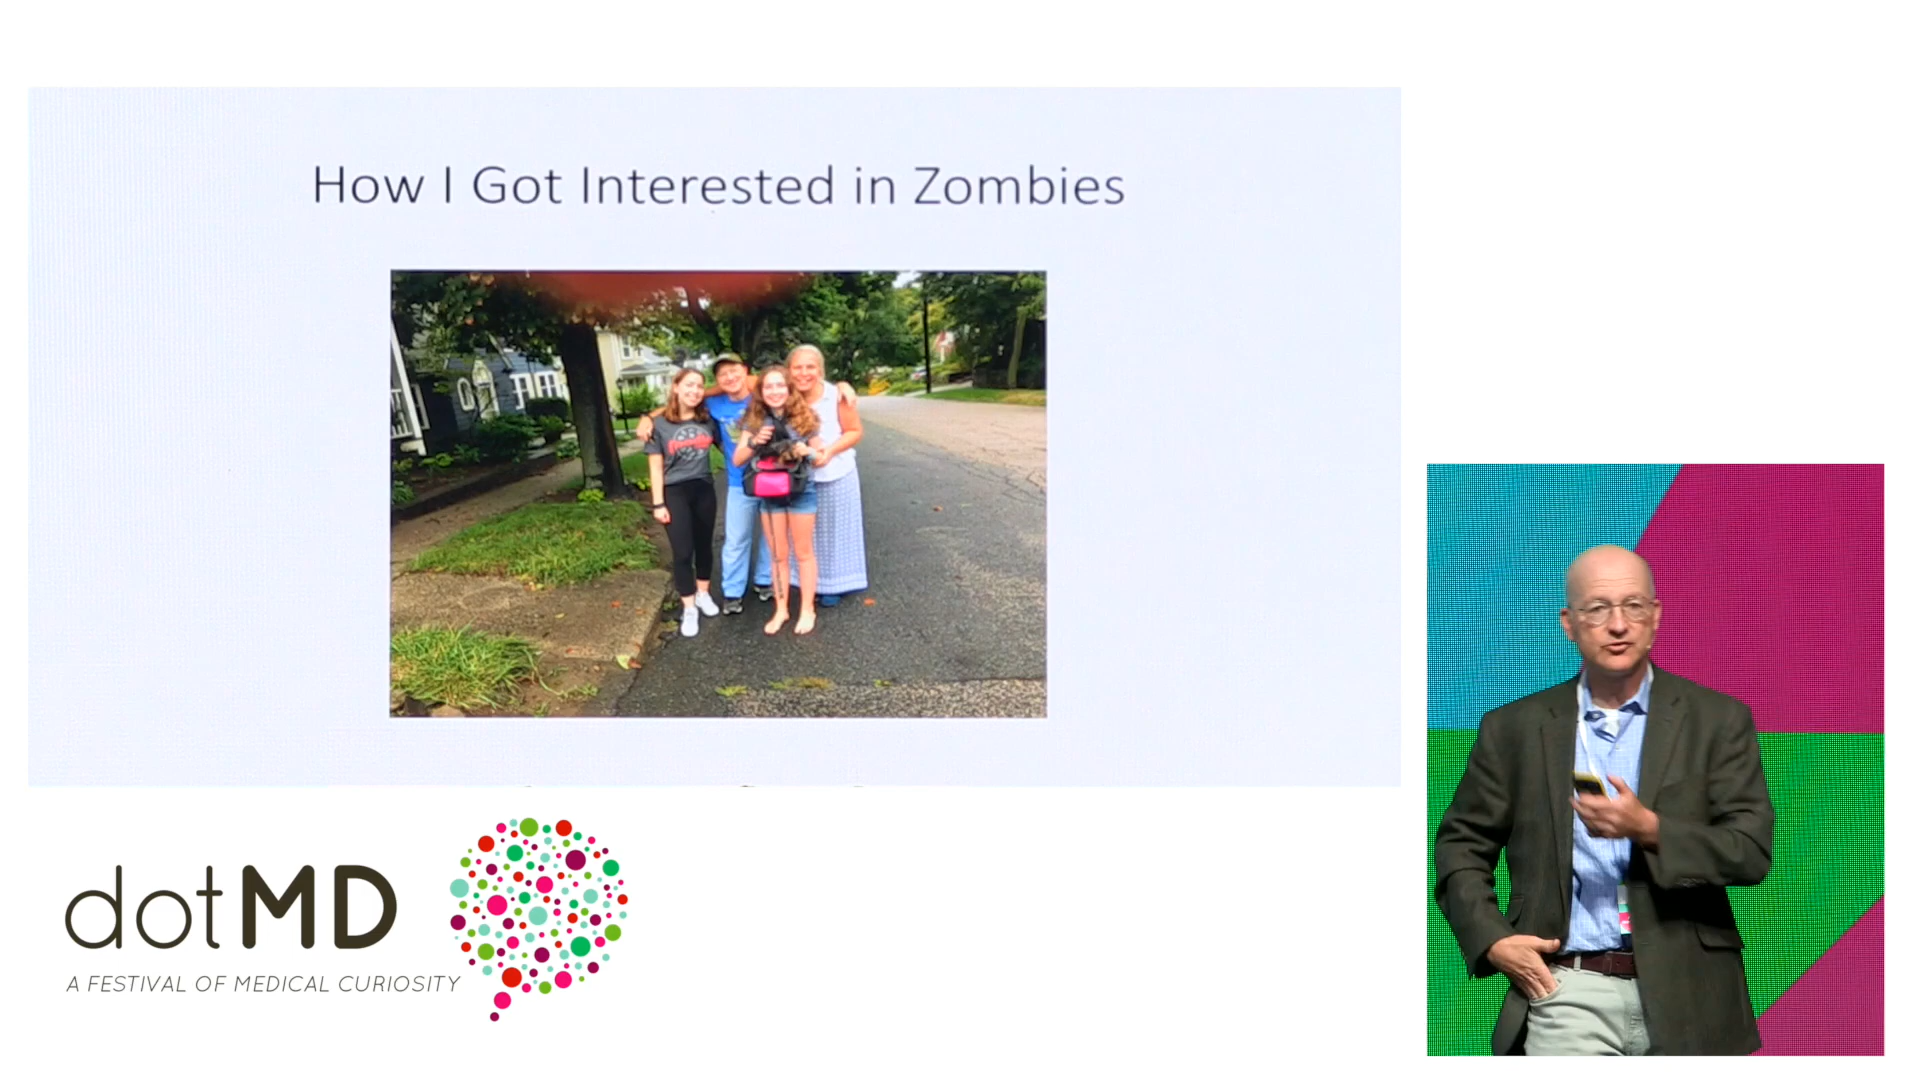 How I Got Interested in Zombies
dotMD
A FESTIVAL OF MEDICAL CURIOSITY